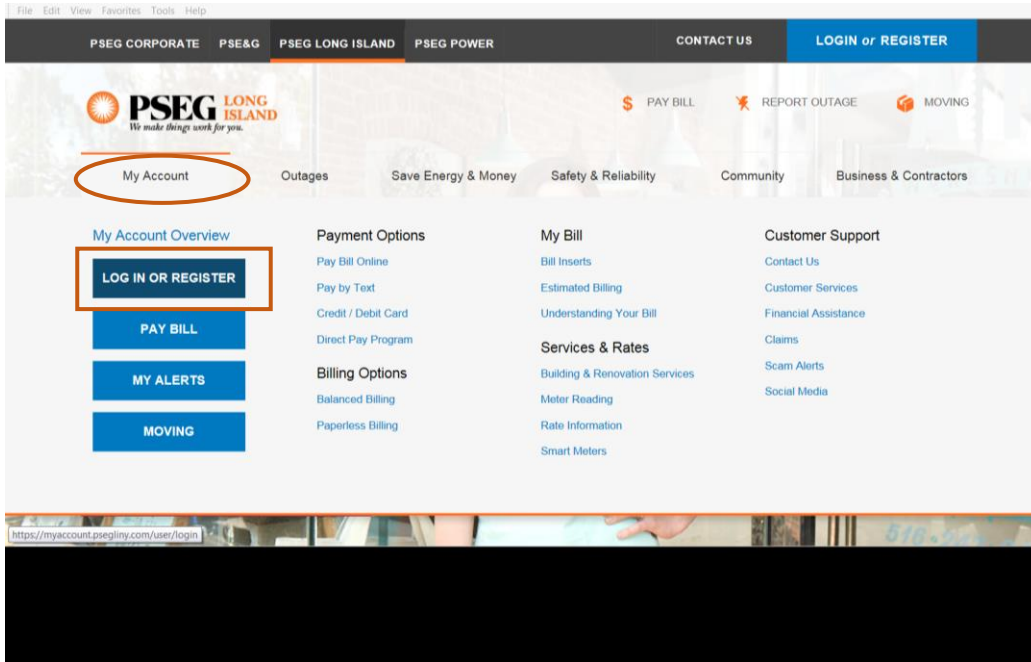 File Edit View Favorites Tools Help
PSEG CORPORATE PSE&G PSEG LONG ISLAND PSEG POWER CONTACT US LOGIN or REGISTER
PSEG LONG ISLAND
We make things work for you.
$ PAY BILL REPORT OUTAGE MOVING
My Account Outages Save Energy & Money Safety & Reliability Community Business & Contractors
My Account Overview
LOG IN OR REGISTER
PAY BILL
MY ALERTS
MOVING
Payment Options
Pay Bill Online
Pay by Text
Credit / Debit Card
Direct Pay Program
Billing Options
Balanced Billing
Paperless Billing
My Bill
Bill Inserts
Estimated Billing
Understanding Your Bill
Services & Rates
Building & Renovation Services
Meter Reading
Rate Information
Smart Meters
Customer Support
Contact Us
Customer Services
Financial Assistance
Claims
Scam Alerts
Social Media
https://myaccount.psegliny.com/user/login